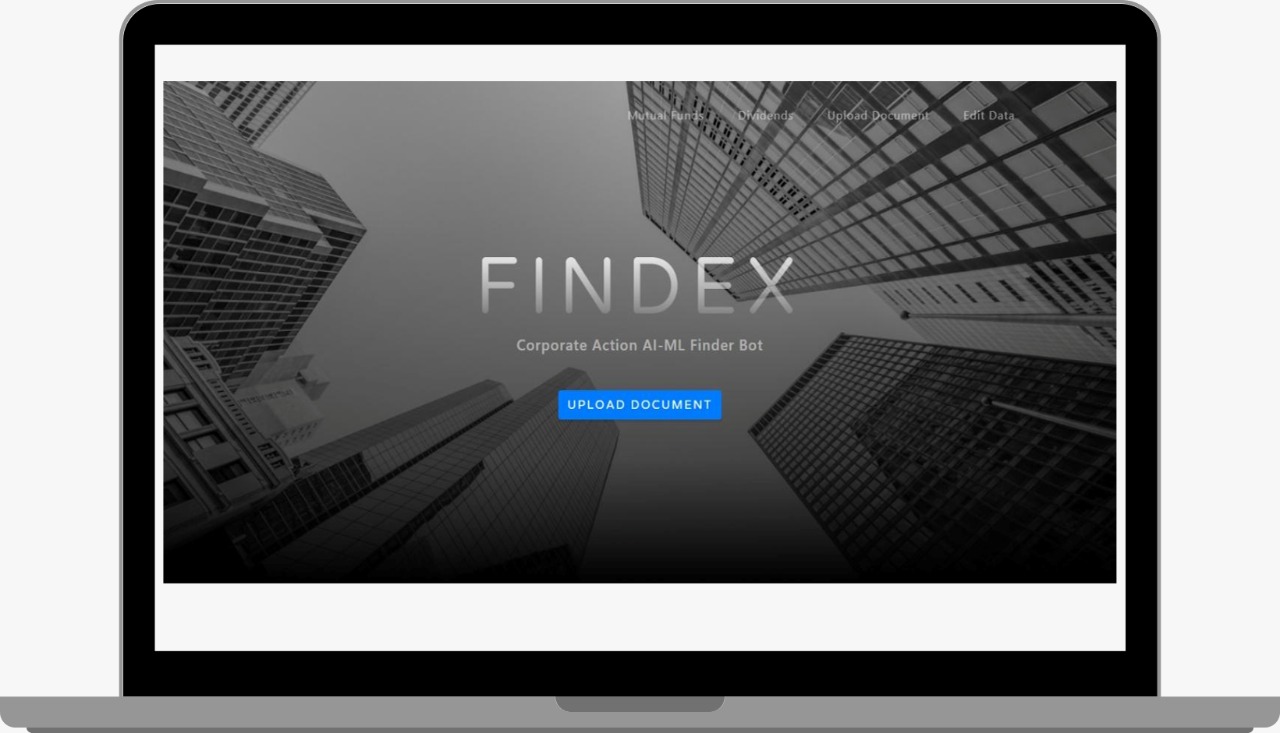 Mutual Funds Dividends Upload Document Edit Data
FINDEX
Corporate Action AI-ML Finder Bot
UPLOAD DOCUMENT